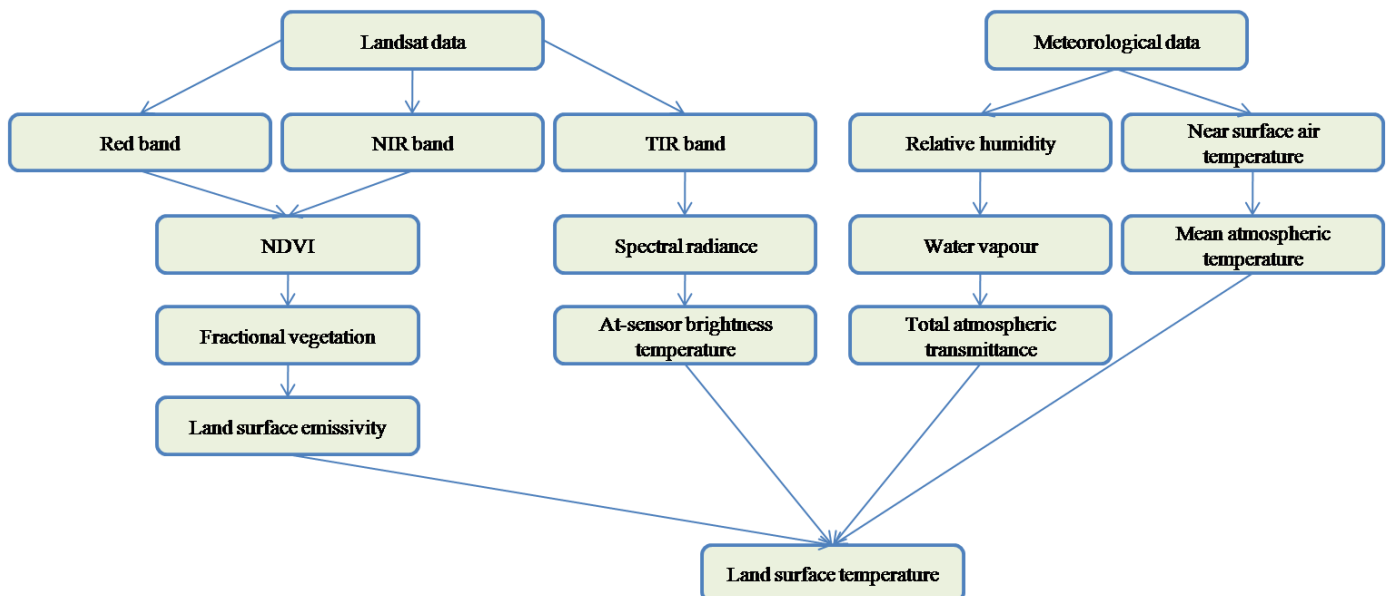 Landsat data
Meteorological data
Red band
NIR band
TIR band
Relative humidity
Near surface air
temperature
NDVI
Spectral radiance
Water vapour
Mean atmospheric
temperature
Fractional vegetation
At-sensor brightness
temperature
Total atmospheric
transmittance
Land surface emissivity
Land surface temperature